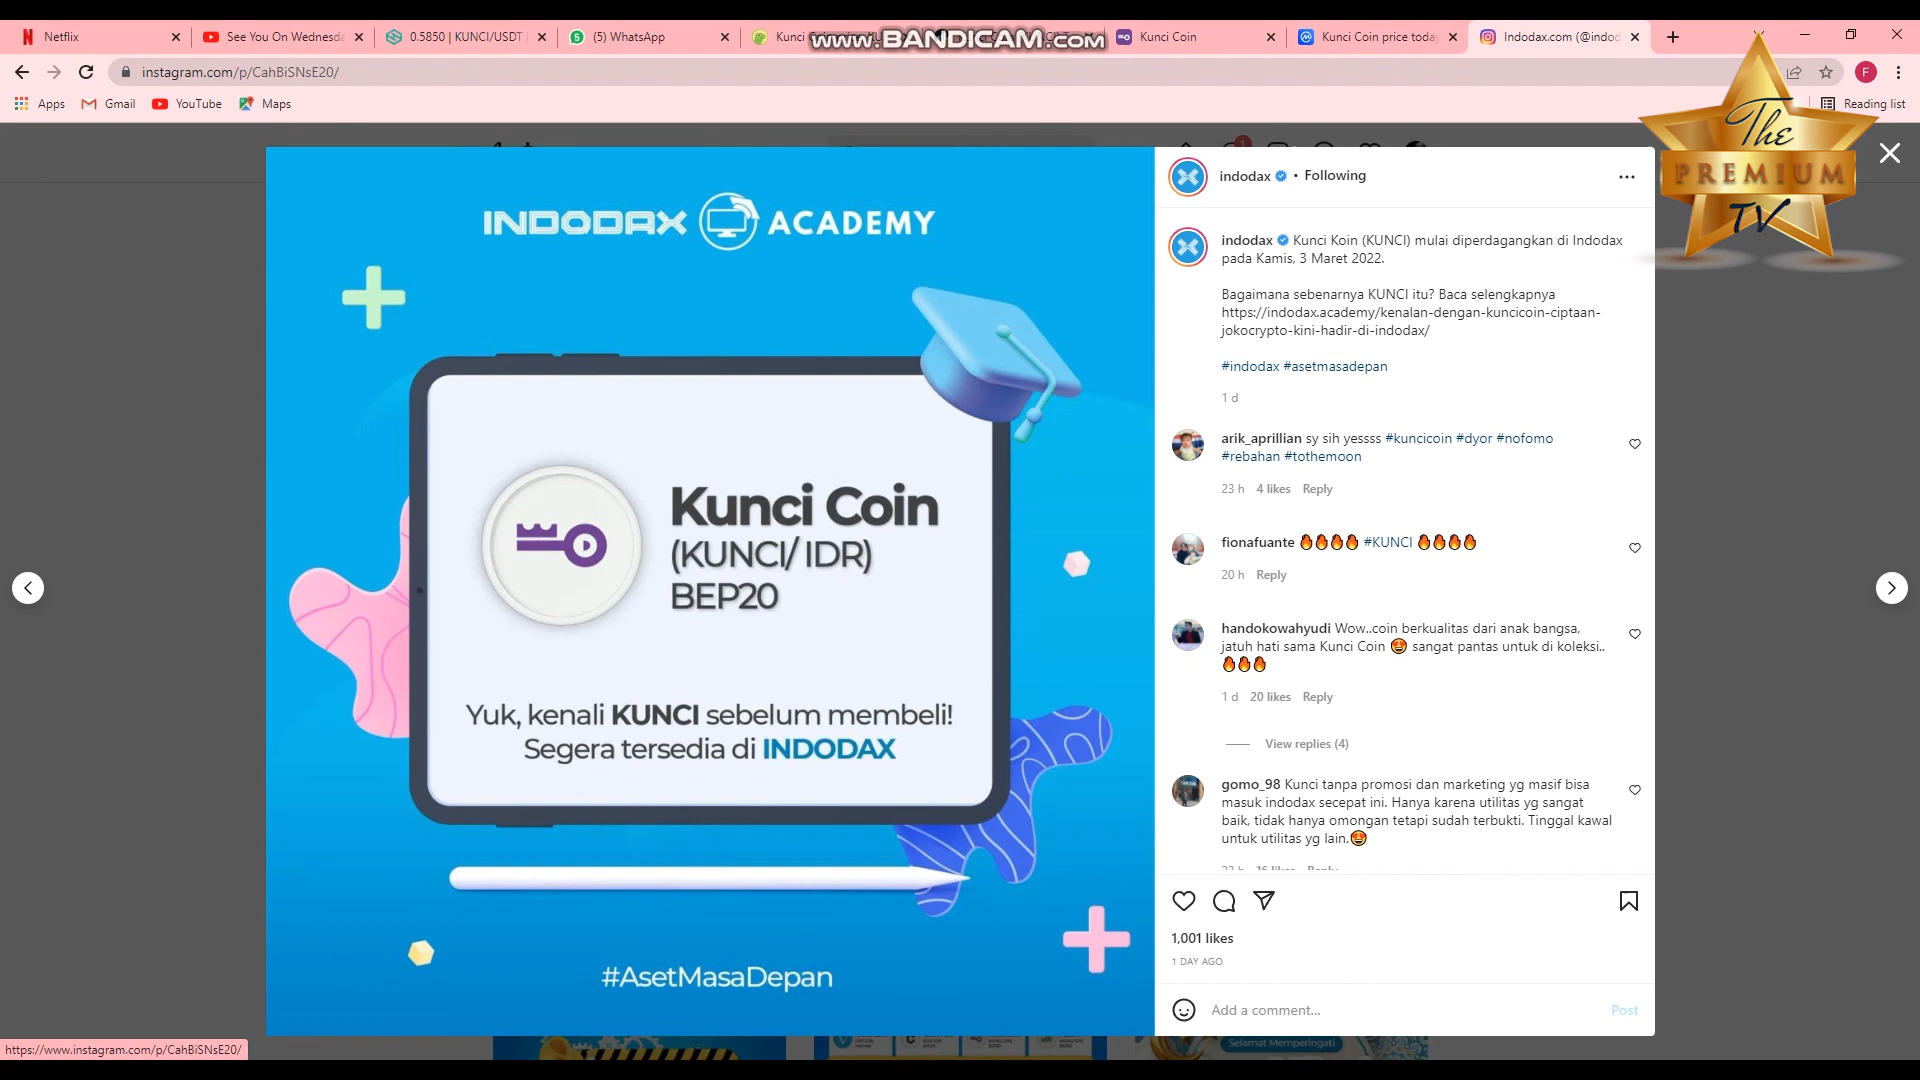 www.BANDICAM.com
Netflix
See You On Wednesda
0.5850 | KUNCI/USDT
(5) WhatsApp
Kunci Coin
Kunci Coin price today,
Indodax.com (@indod
instagram.com/p/CahBiSNsE20/
F
Apps
Gmail
YouTube
Maps
Reading list
The
PREMIUM
TV
INDODAX ACADEMY
Kunci Coin
(KUNCI/ IDR)
BEP20
Yuk, kenali KUNCI sebelum membeli!
Segera tersedia di INDODAX
#AsetMasaDepan
indodax • Following
indodax Kunci Koin (KUNCI) mulai diperdagangkan di Indodax
pada Kamis, 3 Maret 2022.
Bagaimana sebenarnya KUNCI itu? Baca selengkapnya
https://indodax.academy/kenalan-dengan-kuncicoin-ciptaan-
jokocrypto-kini-hadir-di-indodax/
#indodax #asetmasadepan
1 d
arik_aprillian sy sih yessss #kuncicoin #dyor #nofomo
#rebahan #tothemoon
23 h 4 likes Reply
fionafuante 🔥🔥🔥🔥 #KUNCI 🔥🔥🔥🔥
20 h Reply
handokowahyudi Wow..coin berkualitas dari anak bangsa,
jatuh hati sama Kunci Coin 😍 sangat pantas untuk di koleksi..
🔥🔥🔥
1 d 20 likes Reply
View replies (4)
gomo_98 Kunci tanpa promosi dan marketing yg masif bisa
masuk indodax secepat ini. Hanya karena utilitas yg sangat
baik, tidak hanya omongan tetapi sudah terbukti. Tinggal kawal
untuk utilitas yg lain.😍
1,001 likes
1 DAY AGO
Add a comment...
Post
https://www.instagram.com/p/CahBiSNsE20/
Selamat Memperingati